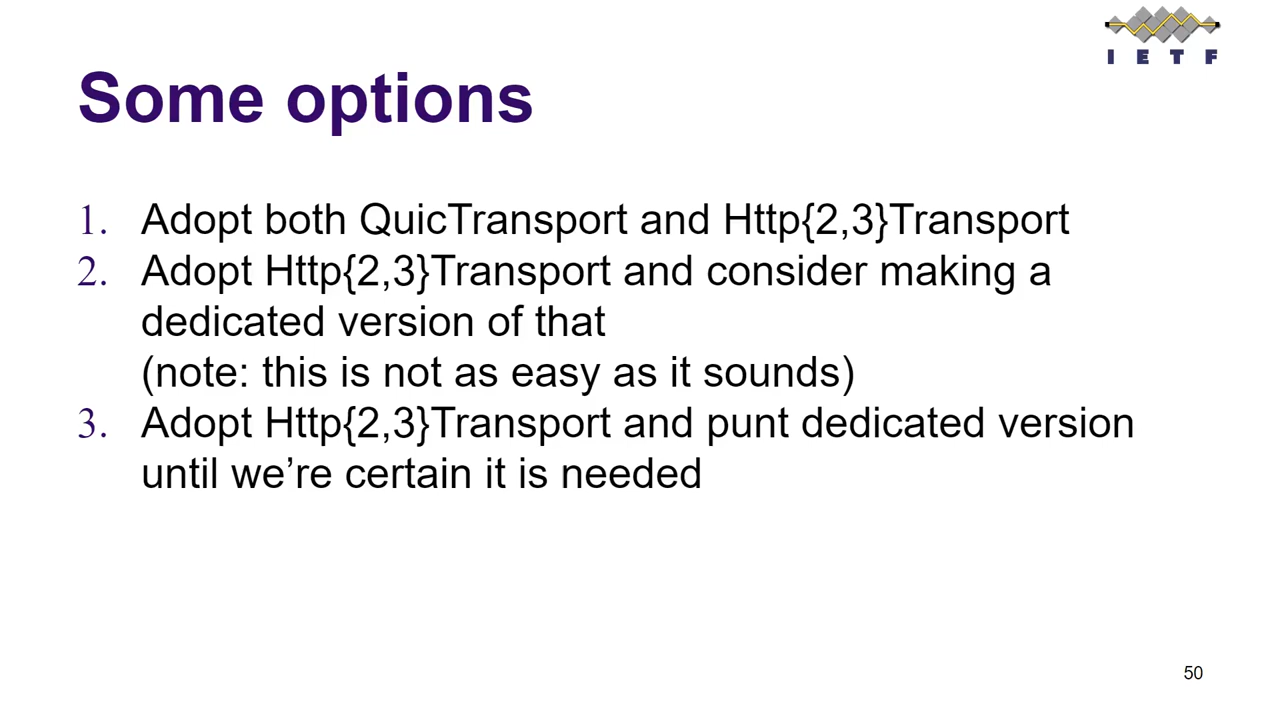 I E T F
Some options
1. Adopt both QuicTransport and Http{2,3}Transport
2. Adopt Http{2,3}Transport and consider making a
dedicated version of that
(note: this is not as easy as it sounds)
3. Adopt Http{2,3}Transport and punt dedicated version
until we’re certain it is needed
50